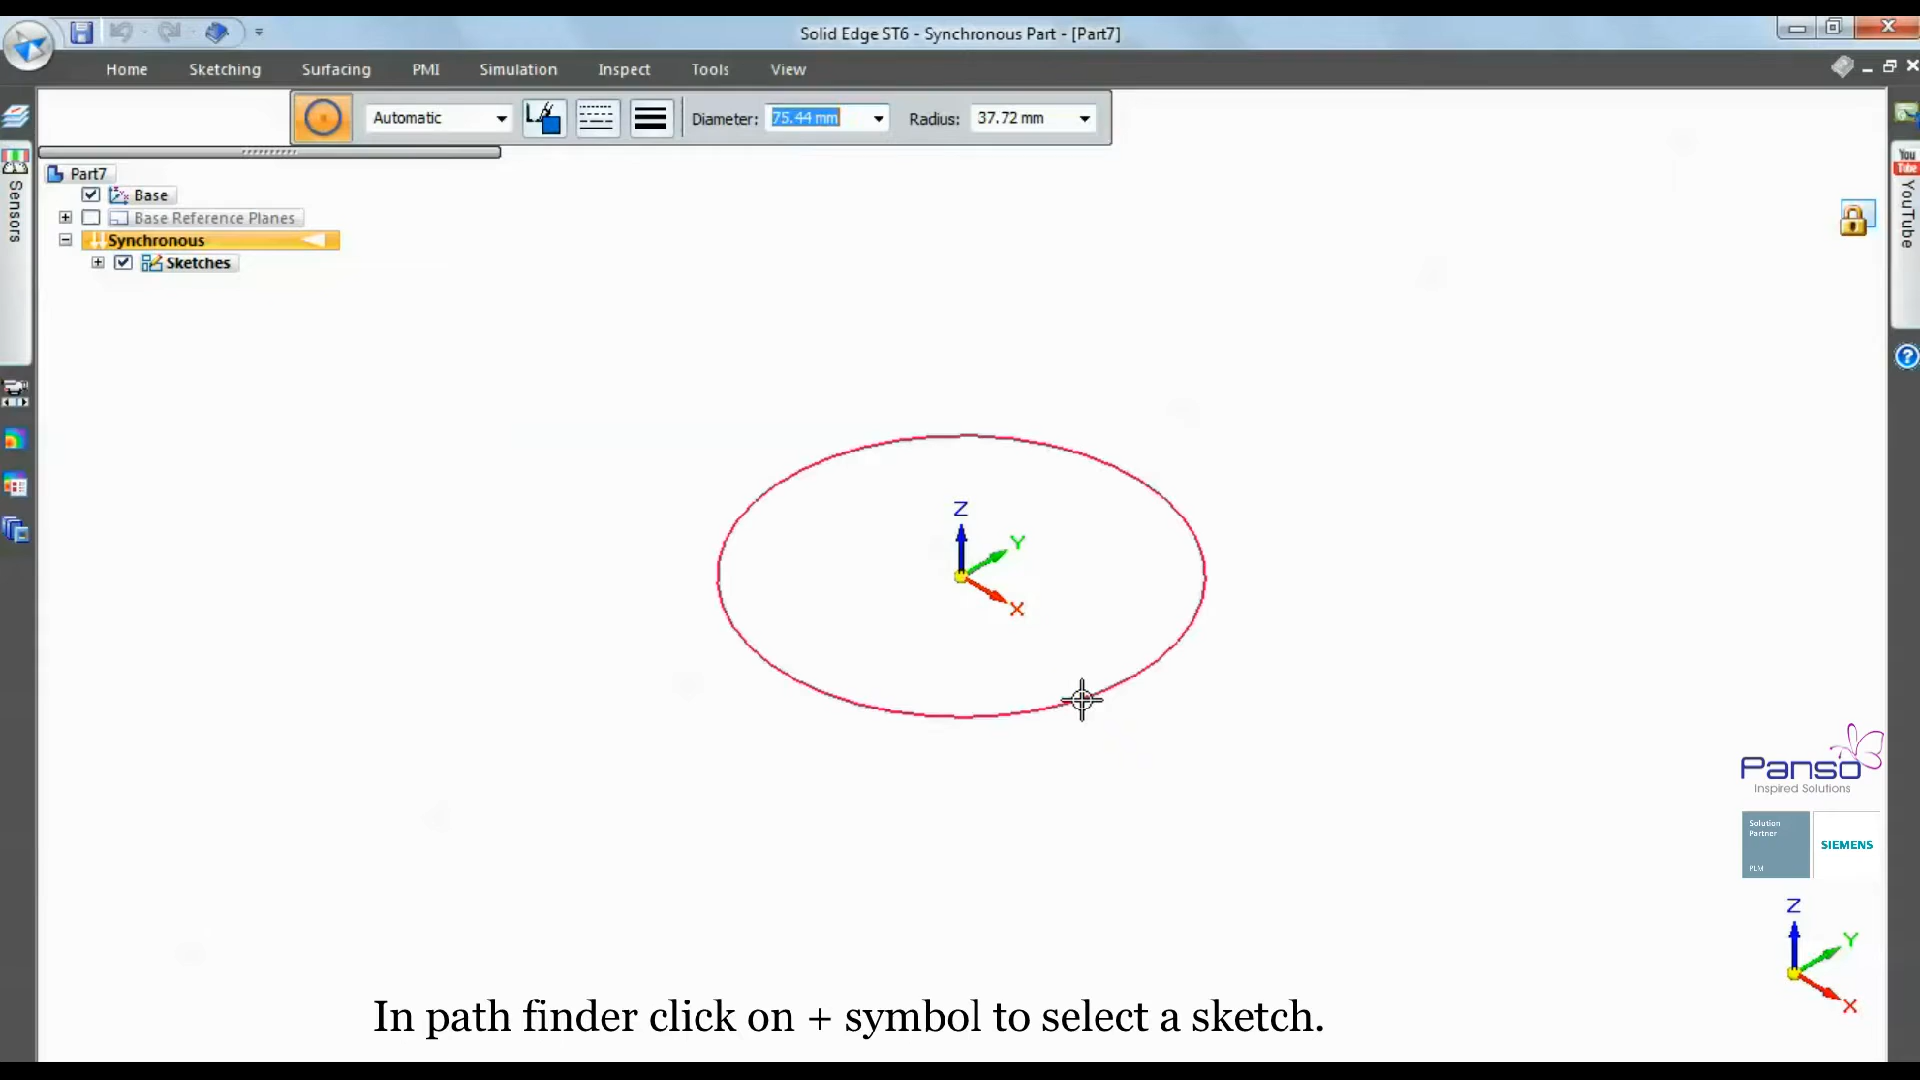 Solid Edge ST6 - Synchronous Part - [Part7]
Home Sketching Surfacing PMI Simulation Inspect Tools View
Automatic Diameter: 75.44 mm Radius: 37.72 mm
Part7
Base
Base Reference Planes
Synchronous
Sketches
Sensors
You
Tube
YouTube
Z
Y
X
Panso
Inspired Solutions
Solution
Partner
PLM
SIEMENS
Z
Y
X
In path finder click on + symbol to select a sketch.